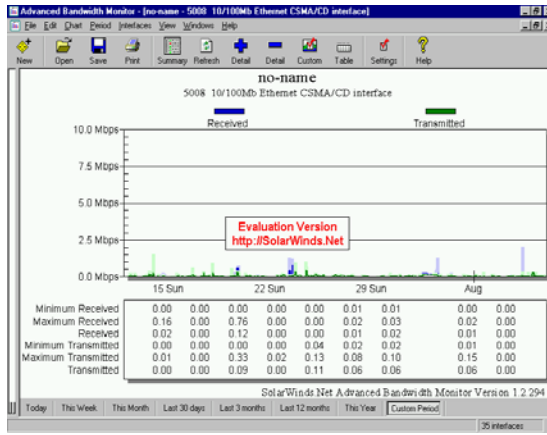 Advanced Bandwidth Monitor - [no-name - 5008 10/100Mb Ethernet CSMA/CD interface]
File Edit Chart Period Interfaces View Windows Help
New Open Save Print Summary Refresh Detail Detail Custom Table Settings Help
no-name
5008 10/100Mb Ethernet CSMA/CD interface
Received Transmitted
10.0 Mbps
7.5 Mbps
5.0 Mbps
2.5 Mbps
0.0 Mbps
Evaluation Version
http://SolarWinds.Net
15 Sun 22 Sun 29 Sun Aug
Minimum Received 0.00 0.00 0.00 0.00 0.00 0.01 0.01 0.00 0.00
Maximum Received 0.16 0.00 0.76 0.00 0.00 0.02 0.03 0.02 0.00
Received 0.02 0.00 0.12 0.00 0.00 0.01 0.02 0.01 0.00
Minimum Transmitted 0.00 0.00 0.00 0.00 0.04 0.02 0.02 0.01 0.00
Maximum Transmitted 0.01 0.00 0.33 0.02 0.13 0.08 0.10 0.15 0.00
Transmitted 0.00 0.00 0.09 0.00 0.11 0.06 0.06 0.06 0.00
SolarWinds.Net Advanced Bandwidth Monitor Version 1.2.294
Today This Week This Month Last 30 days Last 3 months Last 12 months This Year Custom Period
35 interfaces